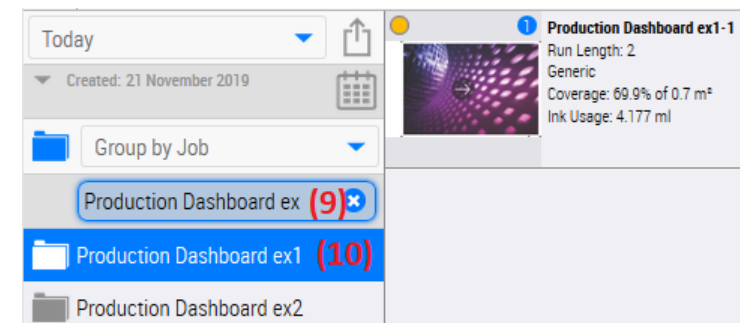 Today
Created: 21 November 2019
Group by Job
Production Dashboard ex (9)
Production Dashboard ex1 (10)
Production Dashboard ex2
1
Production Dashboard ex1-1
Run Length: 2
Generic
Coverage: 69.9% of 0.7 m²
Ink Usage: 4.177 ml